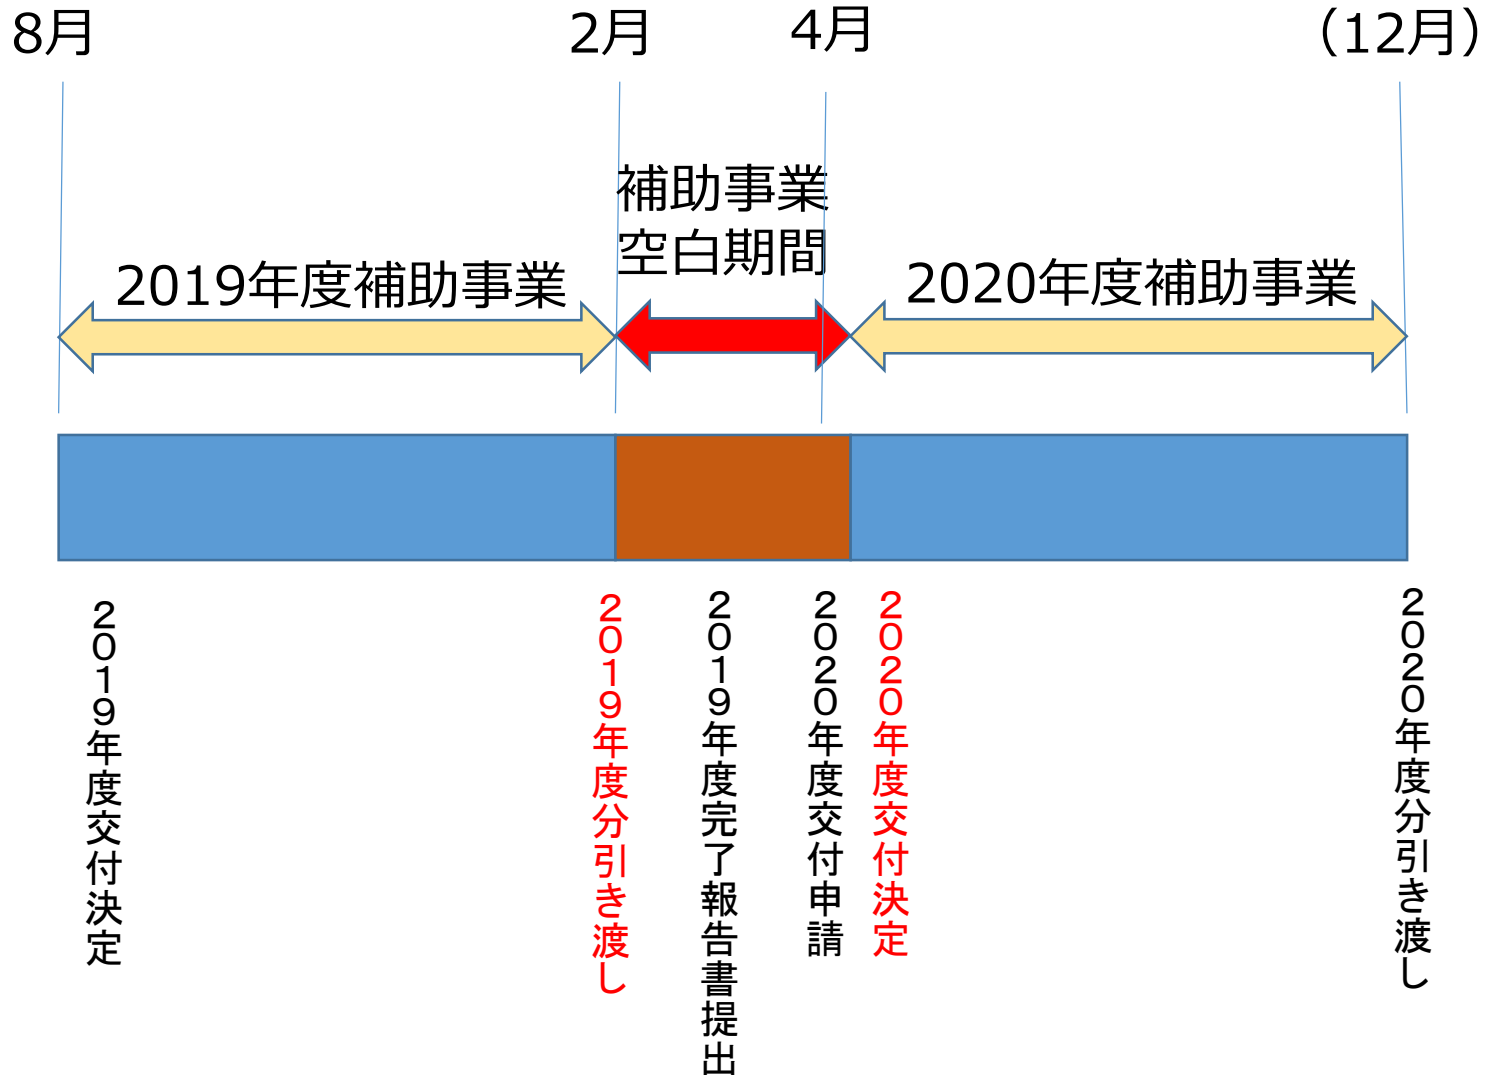 8月
2月
4月
（12月）
補助事業
空白期間
2019年度補助事業
2020年度補助事業
２０１９年度交付決定
２０１９年度分引き渡し
２０１９年度完了報告書提出
２０２０年度交付申請
２０２０年度交付決定
２０２０年度分引き渡し